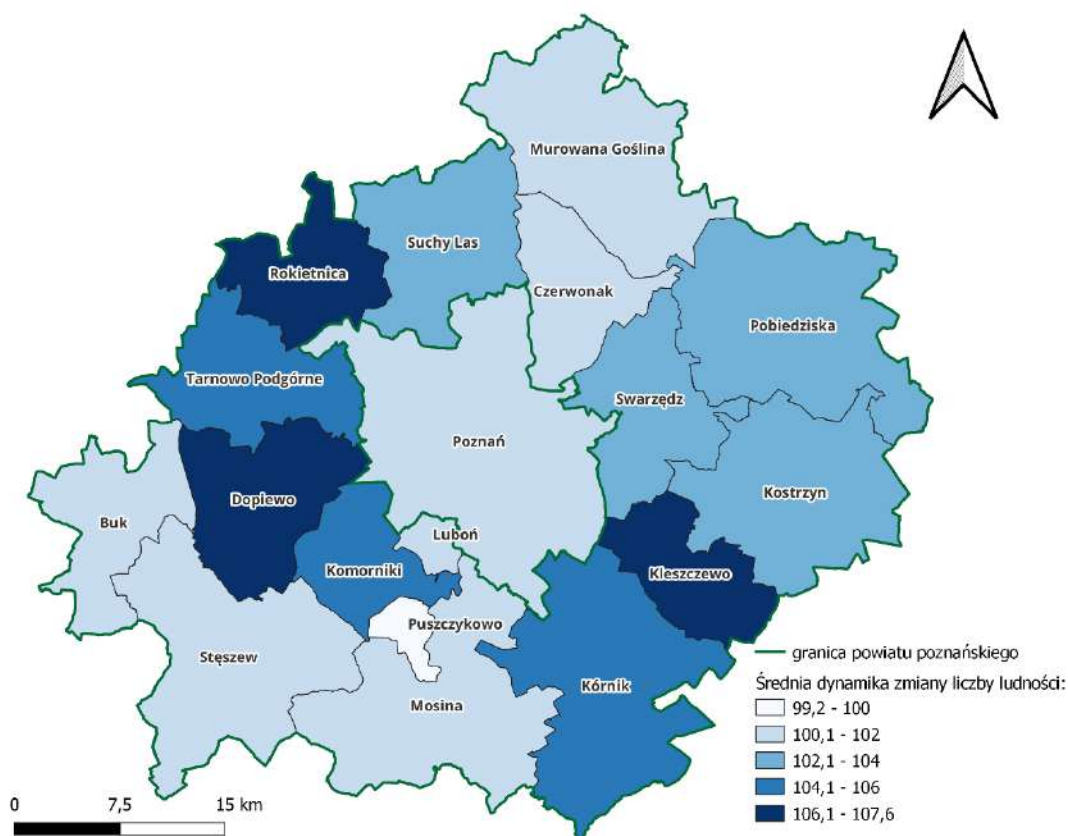 Murowana Goślina
Suchy Las
Rokietnica
Czerwonak
Pobiedziska
Tarnowo Podgórne
Swarzędz
Poznań
Dopiewo
Kostrzyn
Buk
Luboń
Komorniki
Kleszczewo
Puszczykowo
Stęszew
Kórnik
Mosina
granica powiatu poznańskiego
Średnia dynamika zmiany liczby ludności:
99,2 - 100
100,1 - 102
102,1 - 104
104,1 - 106
106,1 - 107,6
0 7,5 15 km